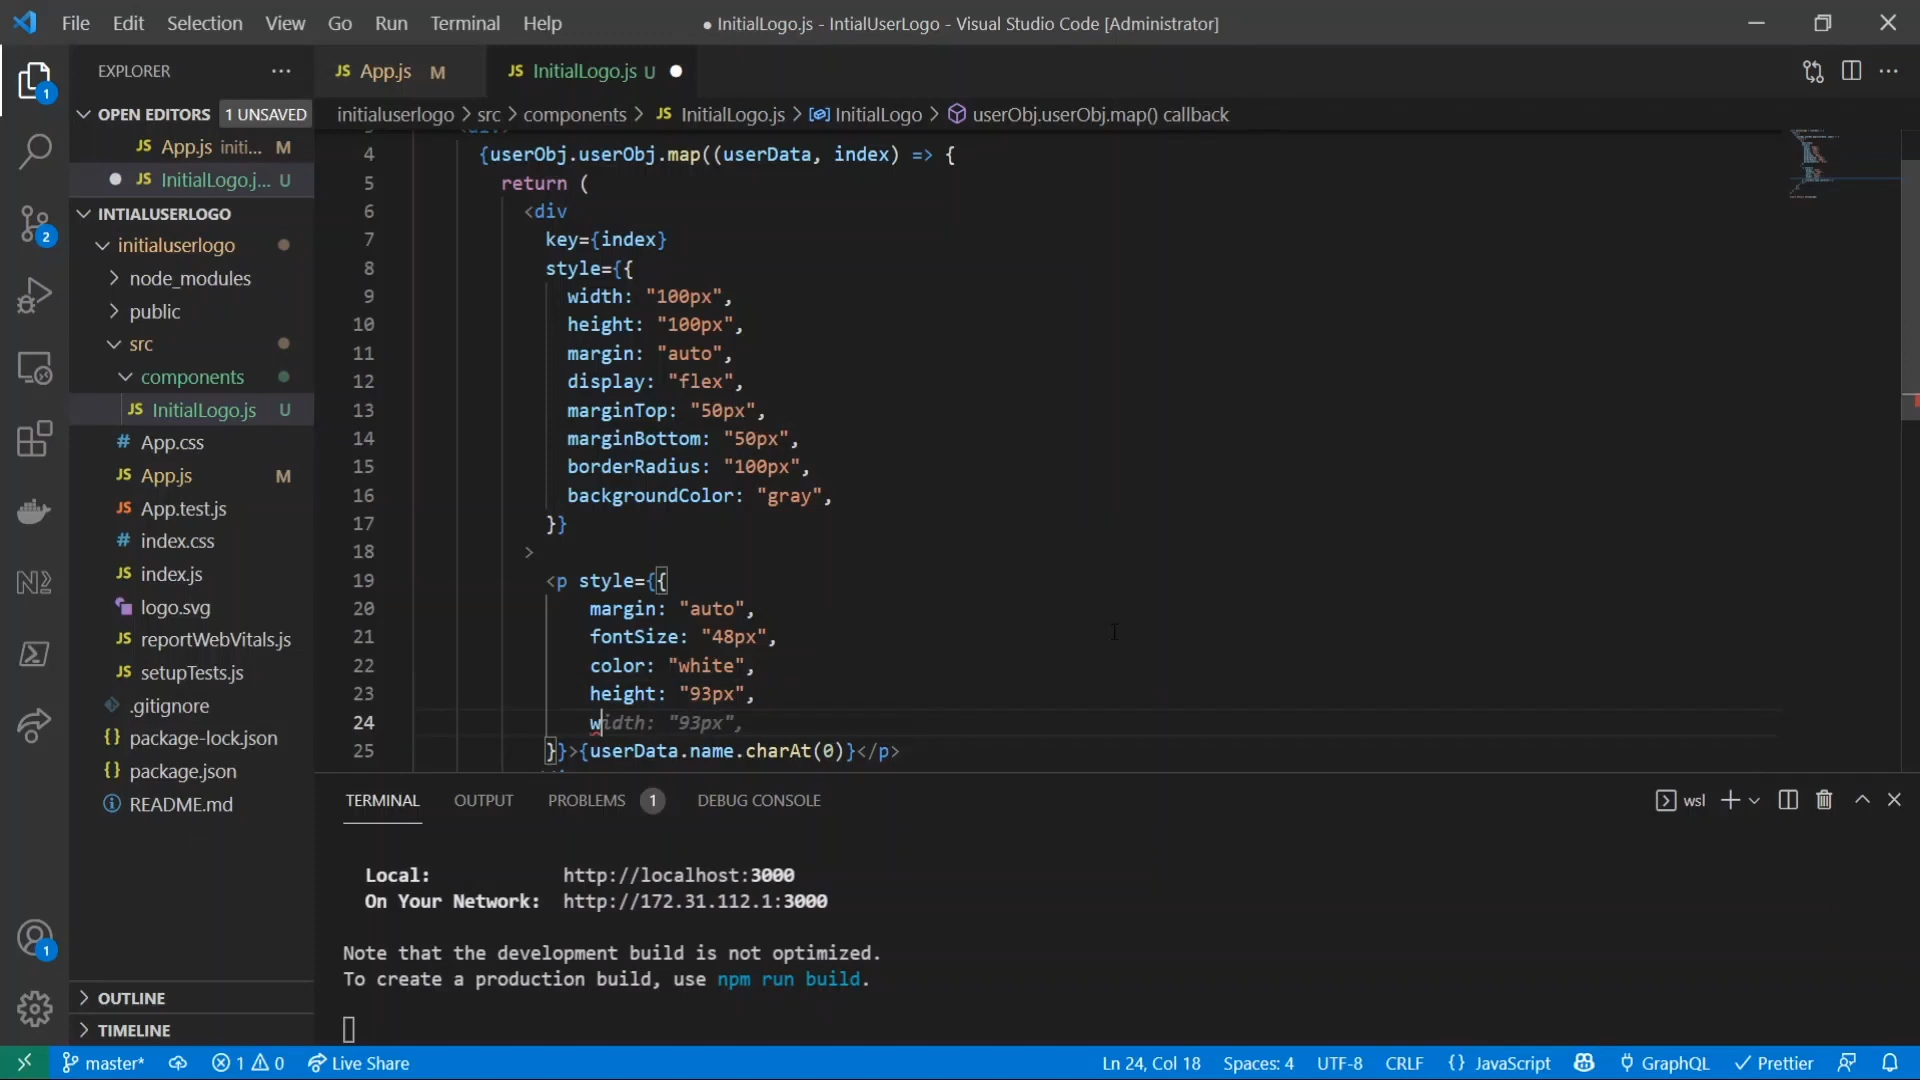 File Edit Selection View Go Run Terminal Help ● InitialLogo.js - IntialUserLogo - Visual Studio Code [Administrator]
EXPLORER ···
OPEN EDITORS 1 UNSAVED
JS App.js initi... M
● JS InitialLogo.j... U
INTIALUSERLOGO
initialuserlogo
node_modules
public
src
components
JS InitialLogo.js U
# App.css
JS App.js M
JS App.test.js
# index.css
JS index.js
logo.svg
JS reportWebVitals.js
JS setupTests.js
.gitignore
{} package-lock.json
{} package.json
README.md
OUTLINE
TIMELINE
1
2
1
JS App.js M JS InitialLogo.js U ●
initialuserlogo > src > components > JS InitialLogo.js > InitialLogo > userObj.userObj.map() callback
4 {userObj.userObj.map((userData, index) => {
5 return (
6 <div
7 key={index}
8 style={{
9 width: "100px",
10 height: "100px",
11 margin: "auto",
12 display: "flex",
13 marginTop: "50px",
14 marginBottom: "50px",
15 borderRadius: "100px",
16 backgroundColor: "gray",
17 }}
18 >
19 <p style={{
20 margin: "auto",
21 fontSize: "48px",
22 color: "white",
23 height: "93px",
24 width: "93px",
25 }}>{userData.name.charAt(0)}</p>
TERMINAL OUTPUT PROBLEMS 1 DEBUG CONSOLE wsl
Local: http://localhost:3000
On Your Network: http://172.31.112.1:3000
Note that the development build is not optimized.
To create a production build, use npm run build.
master* 1 0 Live Share Ln 24, Col 18 Spaces: 4 UTF-8 CRLF {} JavaScript GraphQL Prettier